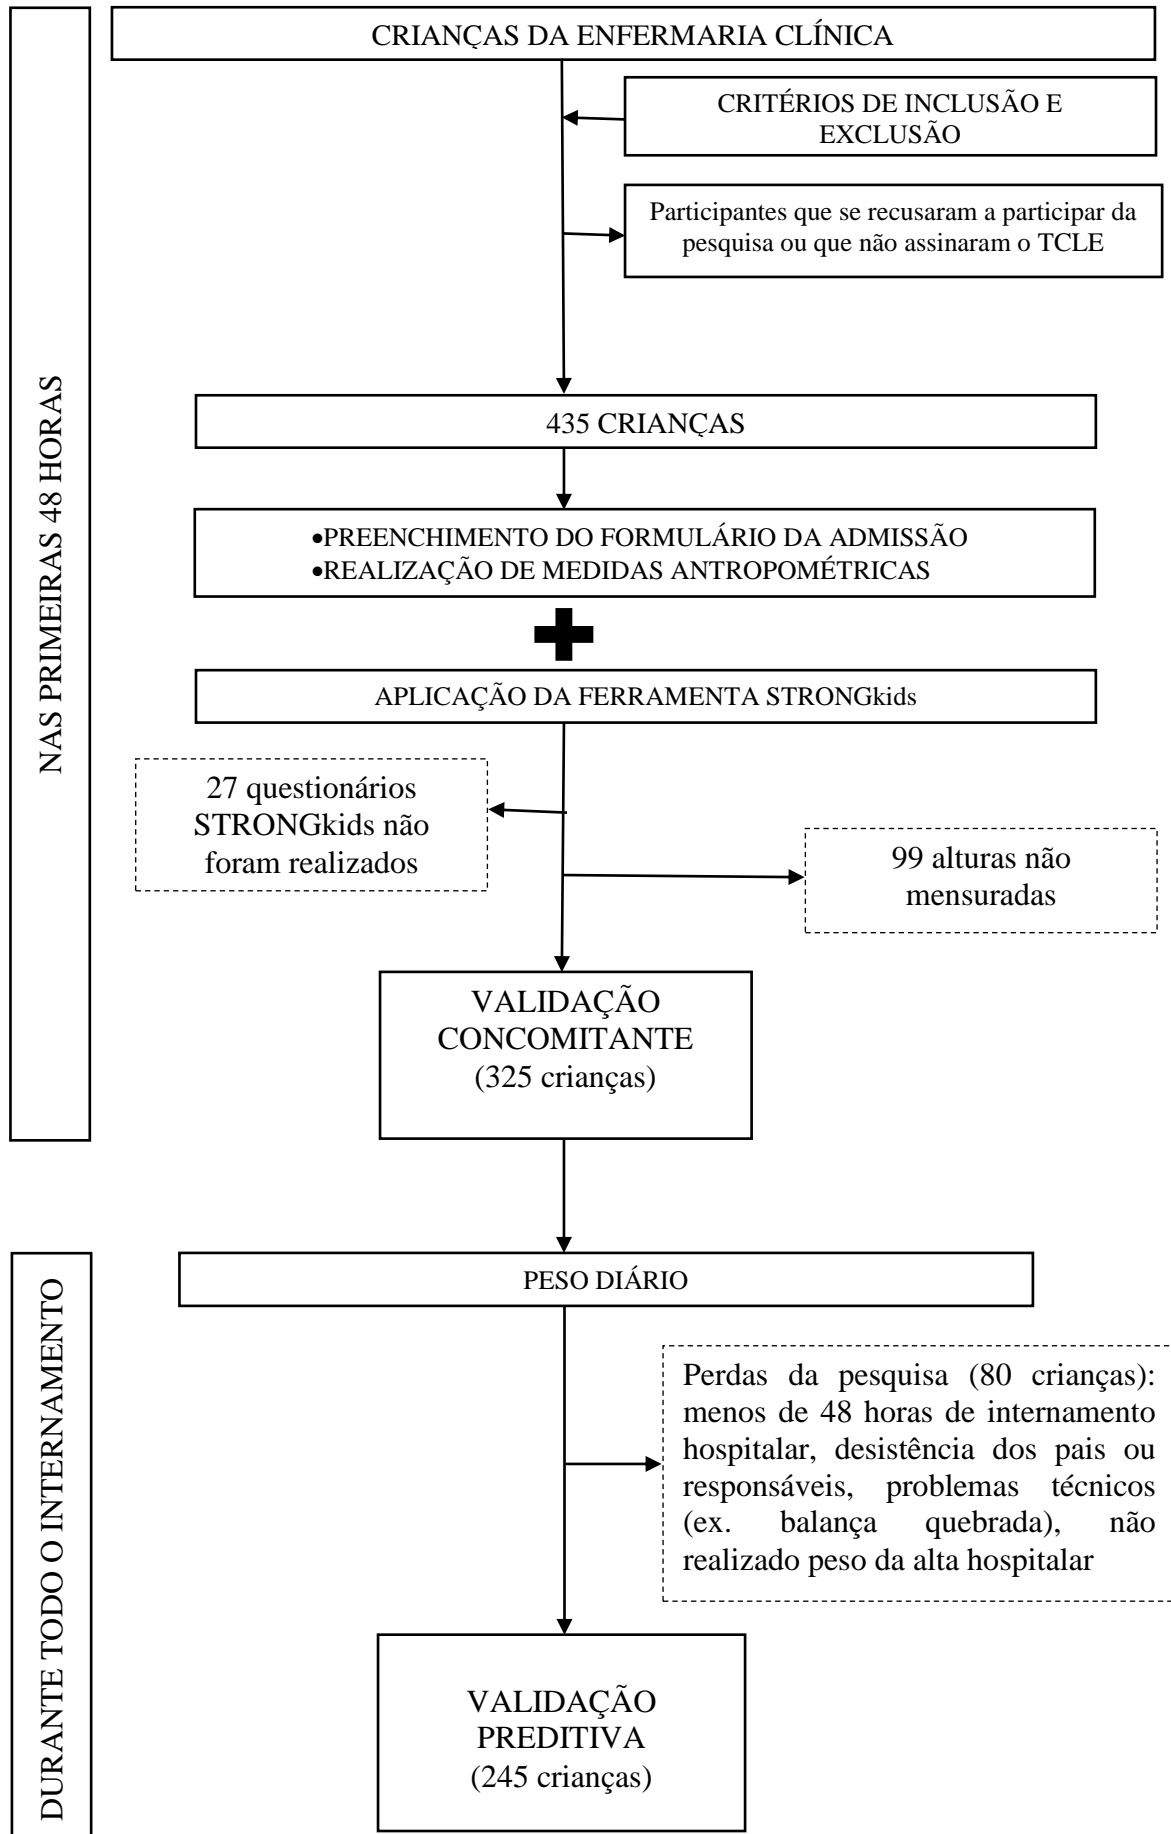 CRIANÇAS DA ENFERMARIA CLÍNICA
CRITÉRIOS DE INCLUSÃO E
EXCLUSÃO
Participantes que se recusaram a participar da
pesquisa ou que não assinaram o TCLE
NAS PRIMEIRAS 48 HORAS
435 CRIANÇAS
•PREENCHIMENTO DO FORMULÁRIO DA ADMISSÃO
•REALIZAÇÃO DE MEDIDAS ANTROPOMÉTRICAS
APLICAÇÃO DA FERRAMENTA STRONGkids
27 questionários
STRONGkids não
foram realizados
99 alturas não
mensuradas
VALIDAÇÃO
CONCOMITANTE
(325 crianças)
DURANTE TODO O INTERNAMENTO
PESO DIÁRIO
Perdas da pesquisa (80 crianças):
menos de 48 horas de internamento
hospitalar, desistência dos pais ou
responsáveis, problemas técnicos
(ex. balança quebrada), não
realizado peso da alta hospitalar
VALIDAÇÃO
PREDITIVA
(245 crianças)